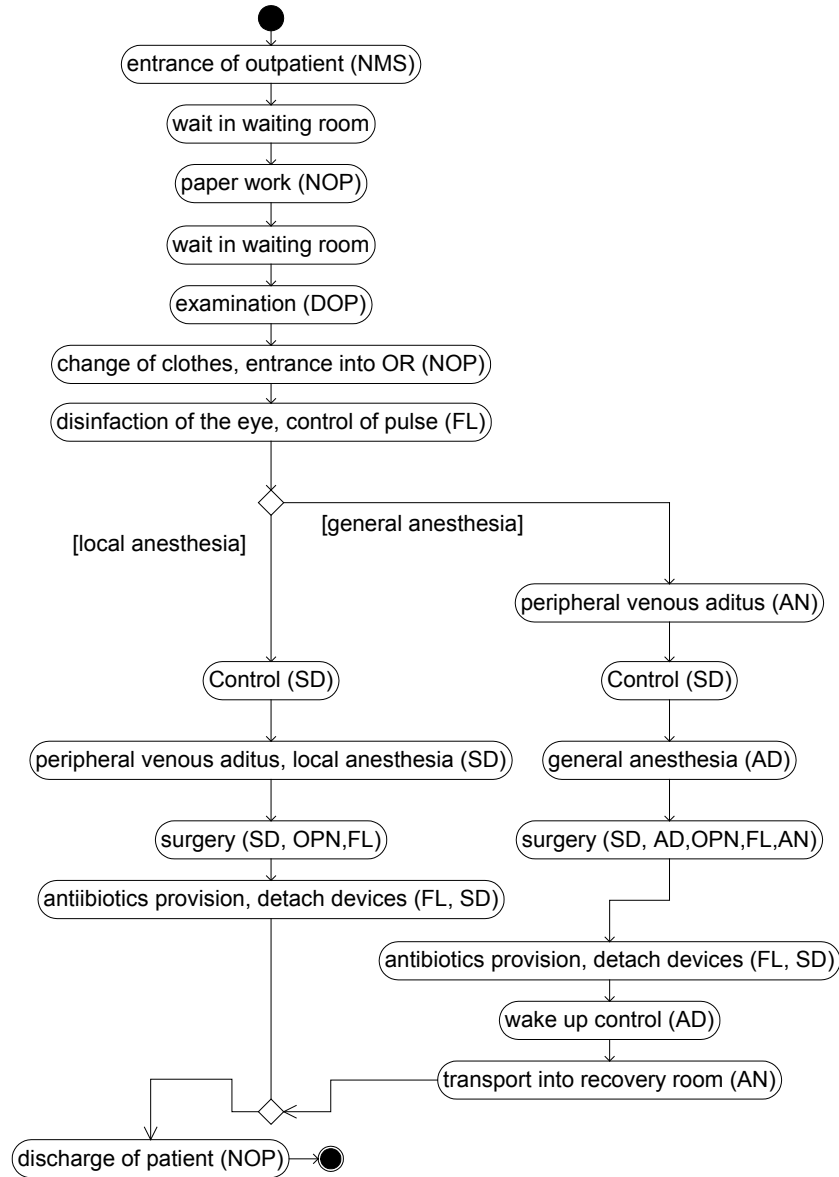 entrance of outpatient (NMS)
wait in waiting room
paper work (NOP)
wait in waiting room
examination (DOP)
change of clothes, entrance into OR (NOP)
disinfaction of the eye, control of pulse (FL)
[local anesthesia]
[general anesthesia]
peripheral venous aditus (AN)
Control (SD)
Control (SD)
peripheral venous aditus, local anesthesia (SD)
general anesthesia (AD)
surgery (SD, OPN,FL)
surgery (SD, AD,OPN,FL,AN)
antiibiotics provision, detach devices (FL, SD)
antibiotics provision, detach devices (FL, SD)
wake up control (AD)
transport into recovery room (AN)
discharge of patient (NOP)